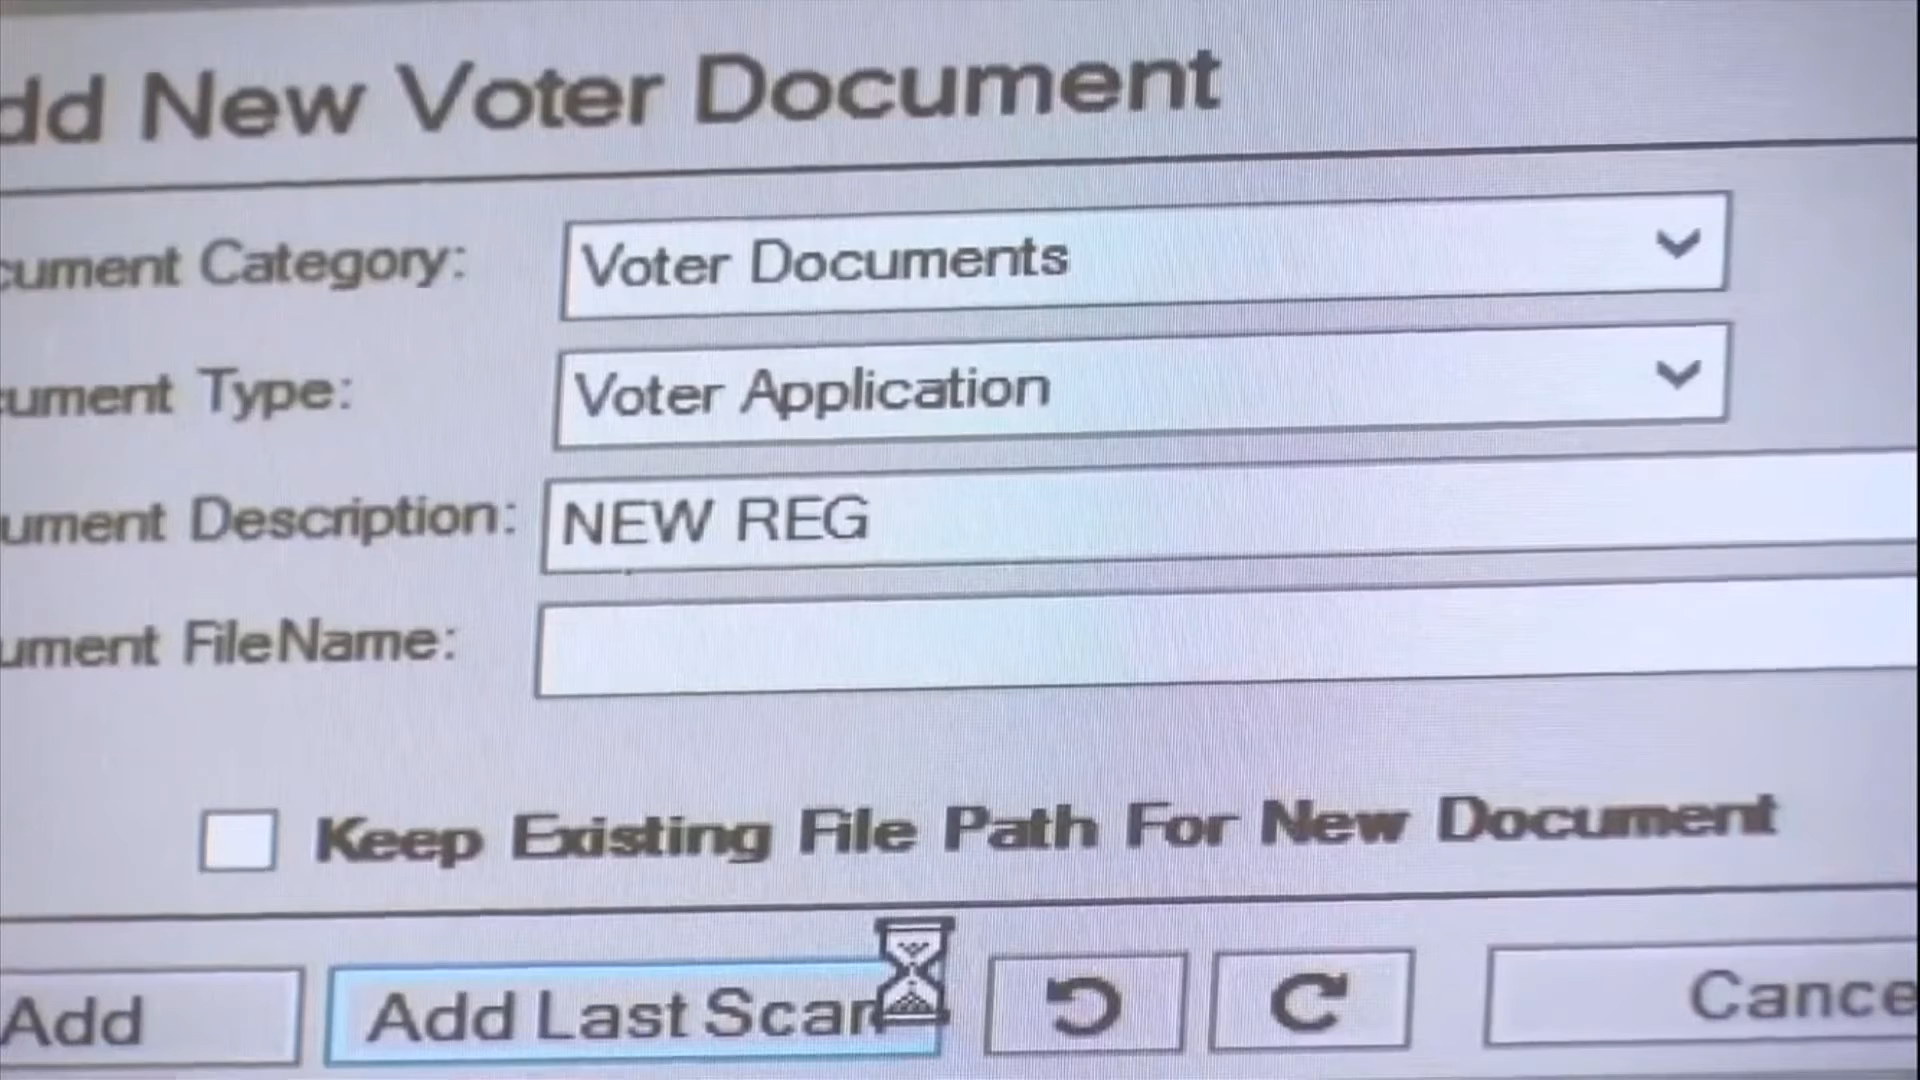 dd New Voter Document
cument Category: Voter Documents
cument Type: Voter Application
ument Description: NEW REG
ument FileName:
Keep Existing File Path For New Document
Add Add Last Scan Cance